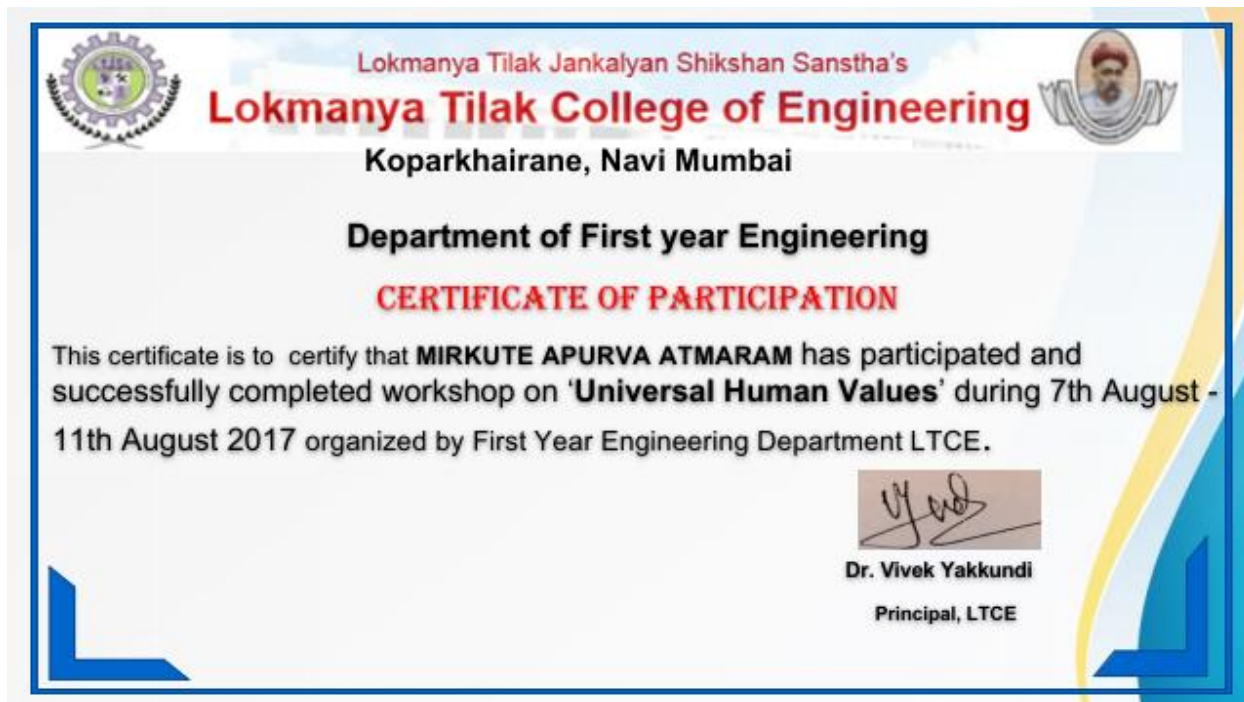 Lokmanya Tilak Jankalyan Shikshan Sanstha's
Lokmanya Tilak College of Engineering
Koparkhairane, Navi Mumbai
Department of First year Engineering
CERTIFICATE OF PARTICIPATION
This certificate is to certify that MIRKUTE APURVA ATMARAM has participated and
successfully completed workshop on ‘Universal Human Values’ during 7th August -
11th August 2017 organized by First Year Engineering Department LTCE.
Dr. Vivek Yakkundi
Principal, LTCE